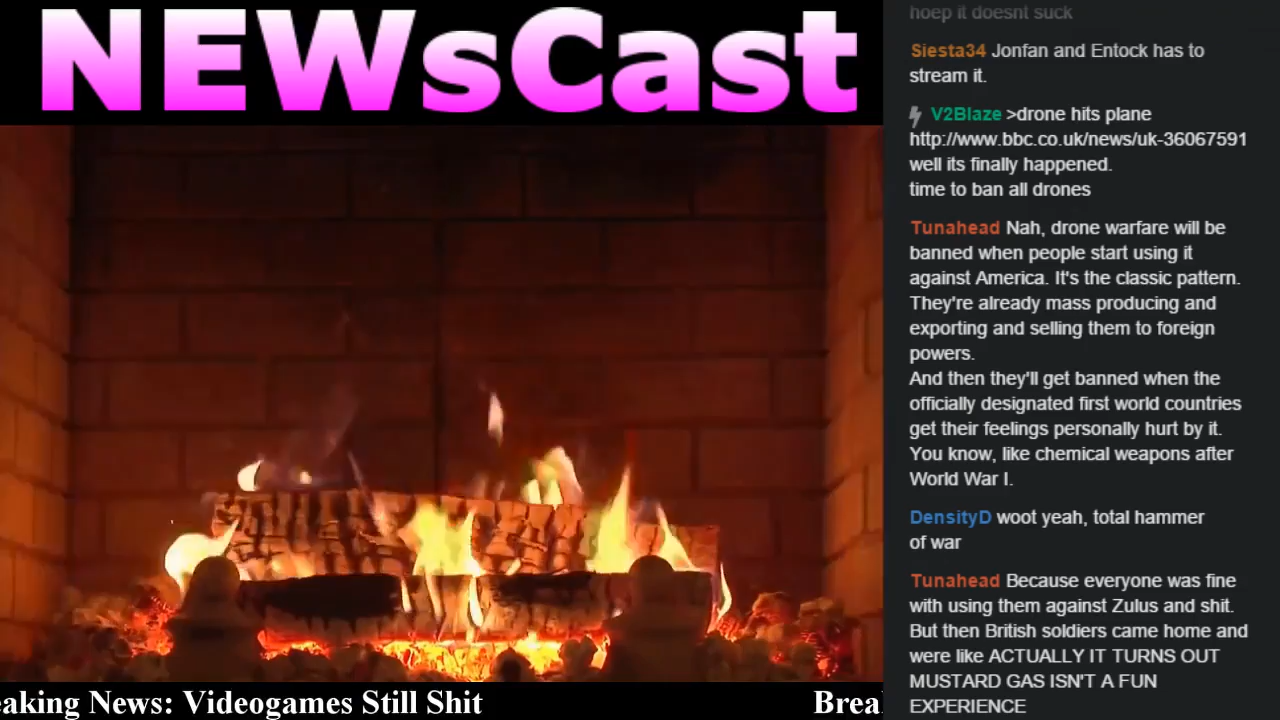 NEWsCast
hoep it doesnt suck
Siesta34 Jonfan and Entock has to
stream it.
V2Blaze >drone hits plane
http://www.bbc.co.uk/news/uk-36067591
well its finally happened.
time to ban all drones
Tunahead Nah, drone warfare will be
banned when people start using it
against America. It's the classic pattern.
They're already mass producing and
exporting and selling them to foreign
powers.
And then they'll get banned when the
officially designated first world countries
get their feelings personally hurt by it.
You know, like chemical weapons after
World War I.
DensityD woot yeah, total hammer
of war
Tunahead Because everyone was fine
with using them against Zulus and shit.
But then British soldiers came home and
were like ACTUALLY IT TURNS OUT
MUSTARD GAS ISN'T A FUN
EXPERIENCE
eaking News: Videogames Still Shit
Brea